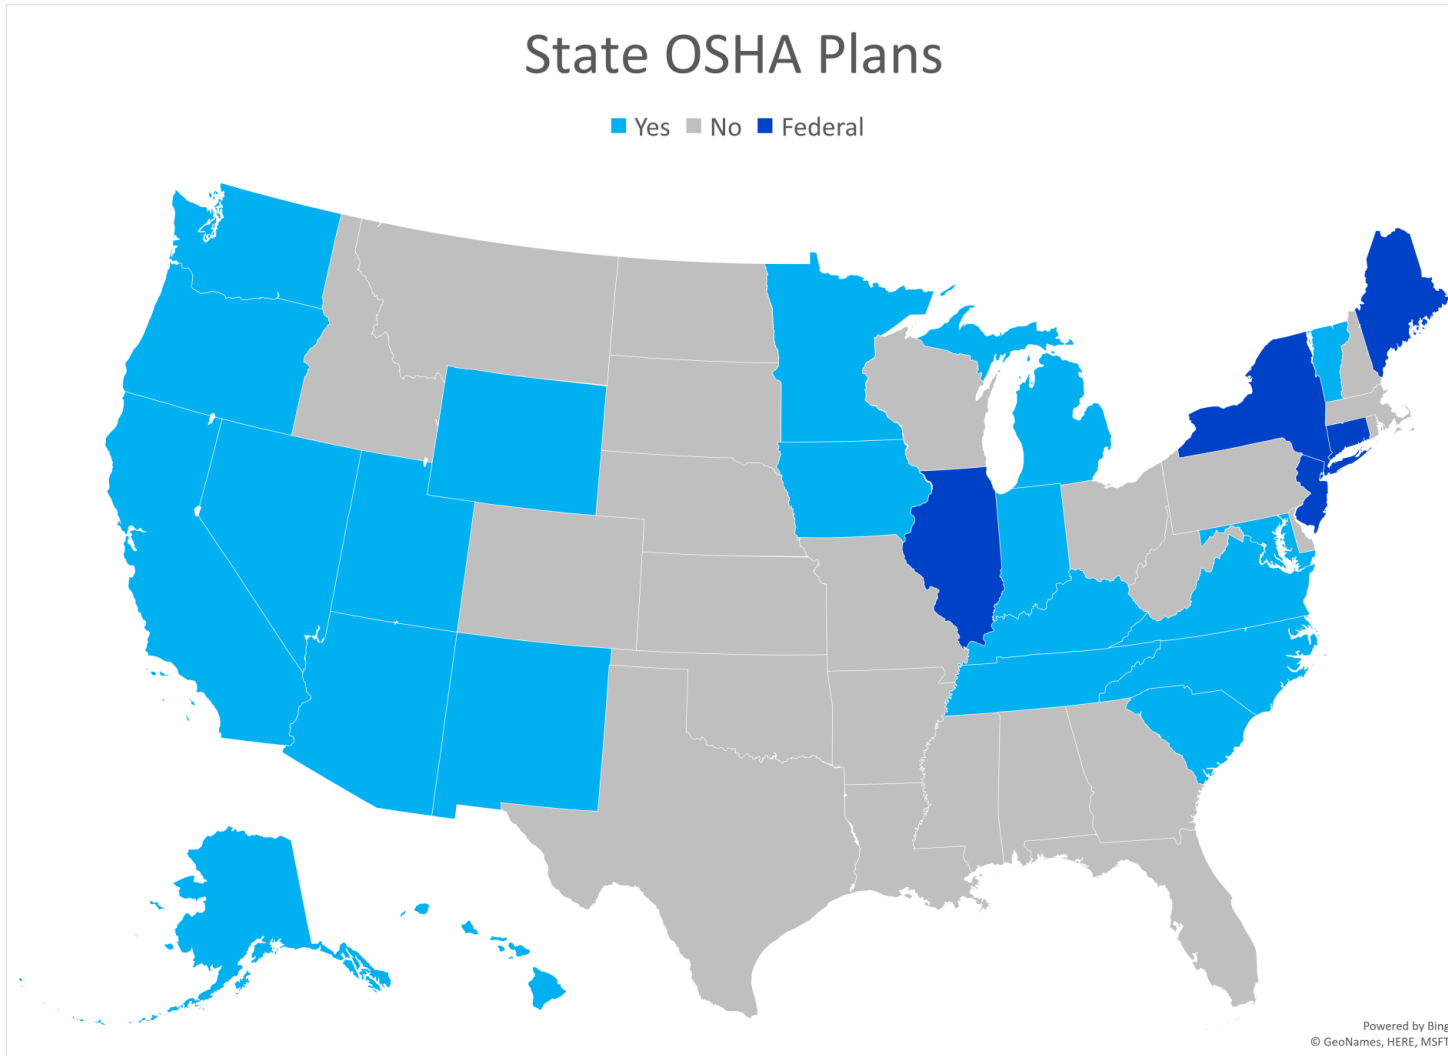 State OSHA Plans
Yes No Federal
Powered by Bing
© GeoNames, HERE, MSFT